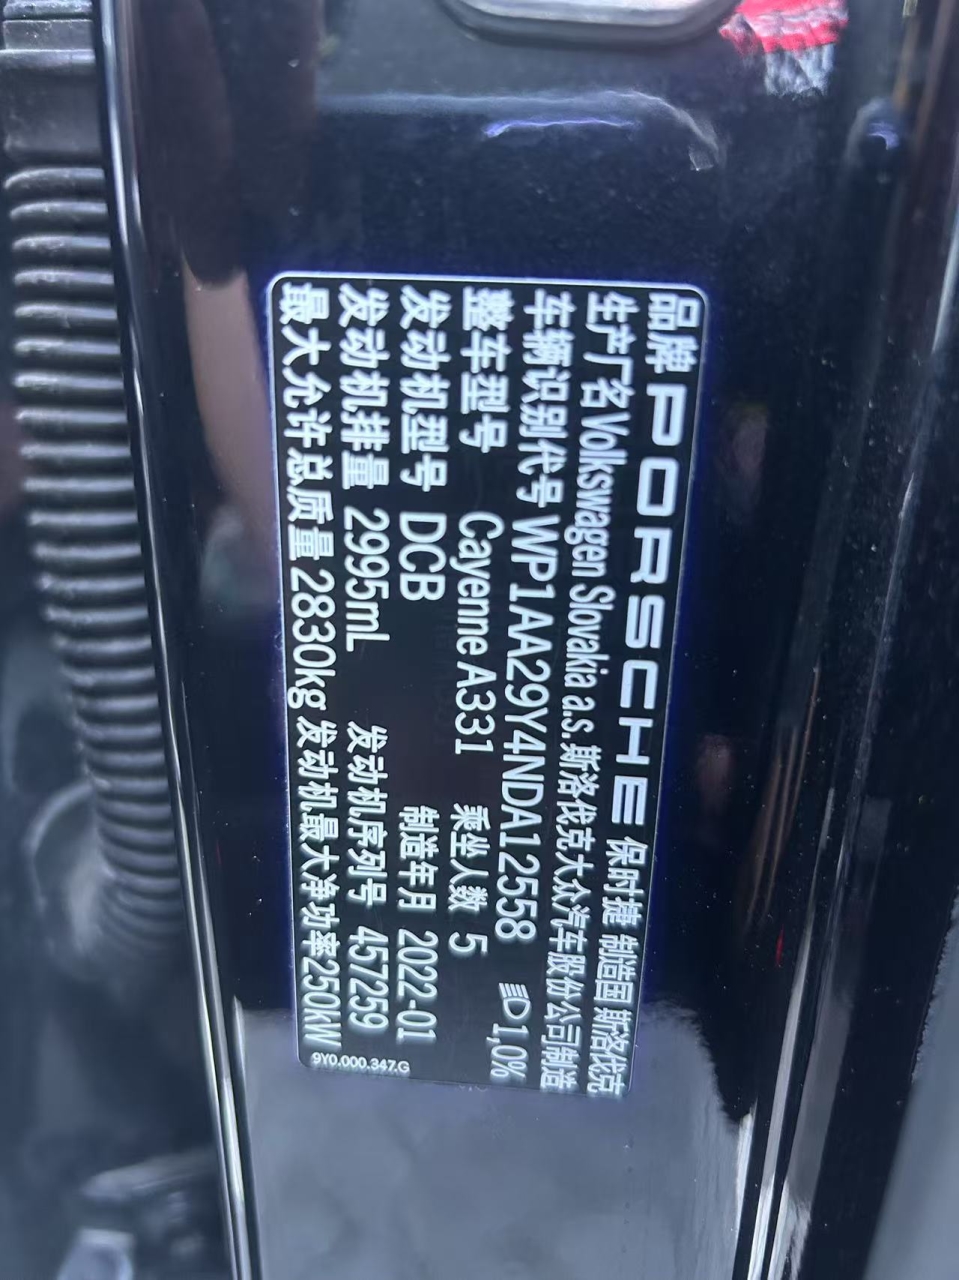 品牌 PORSCHE 保时捷 制造国 斯洛伐克
生产厂名 Volkswagen Slovakia a.s. 斯洛伐克大众汽车股份公司制造
车辆识别代号 WP1AA29Y4NDA12558 1,0%
整车型号 Cayenne A331 乘坐人数 5
发动机型号 DCB 制造年月 2022-01
发动机排量 2995mL 发动机序列号 457259
最大允许总质量 2830kg 发动机最大净功率250kW
9Y0.000.347.G